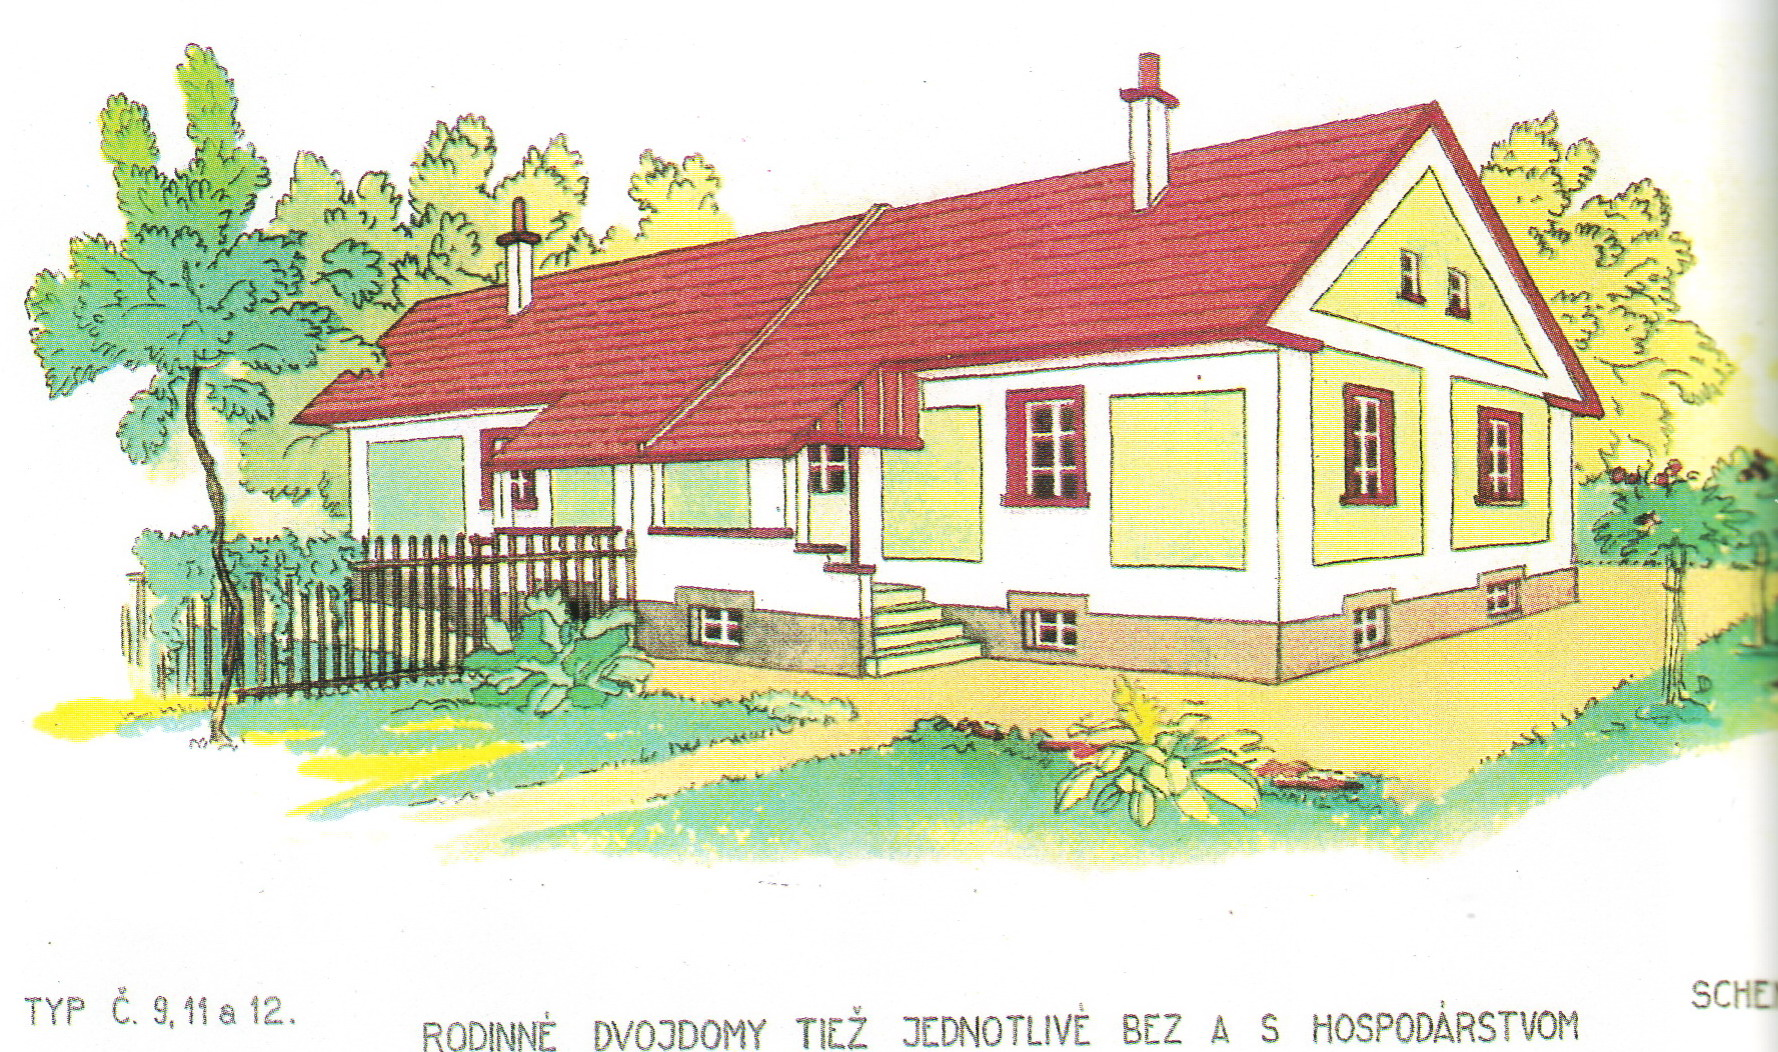 TYP Č. 9, 11 a 12.
RODINNÉ DVOJDOMY TIEŽ JEDNOTLIVÉ BEZ A S HOSPODÁRSTVOM